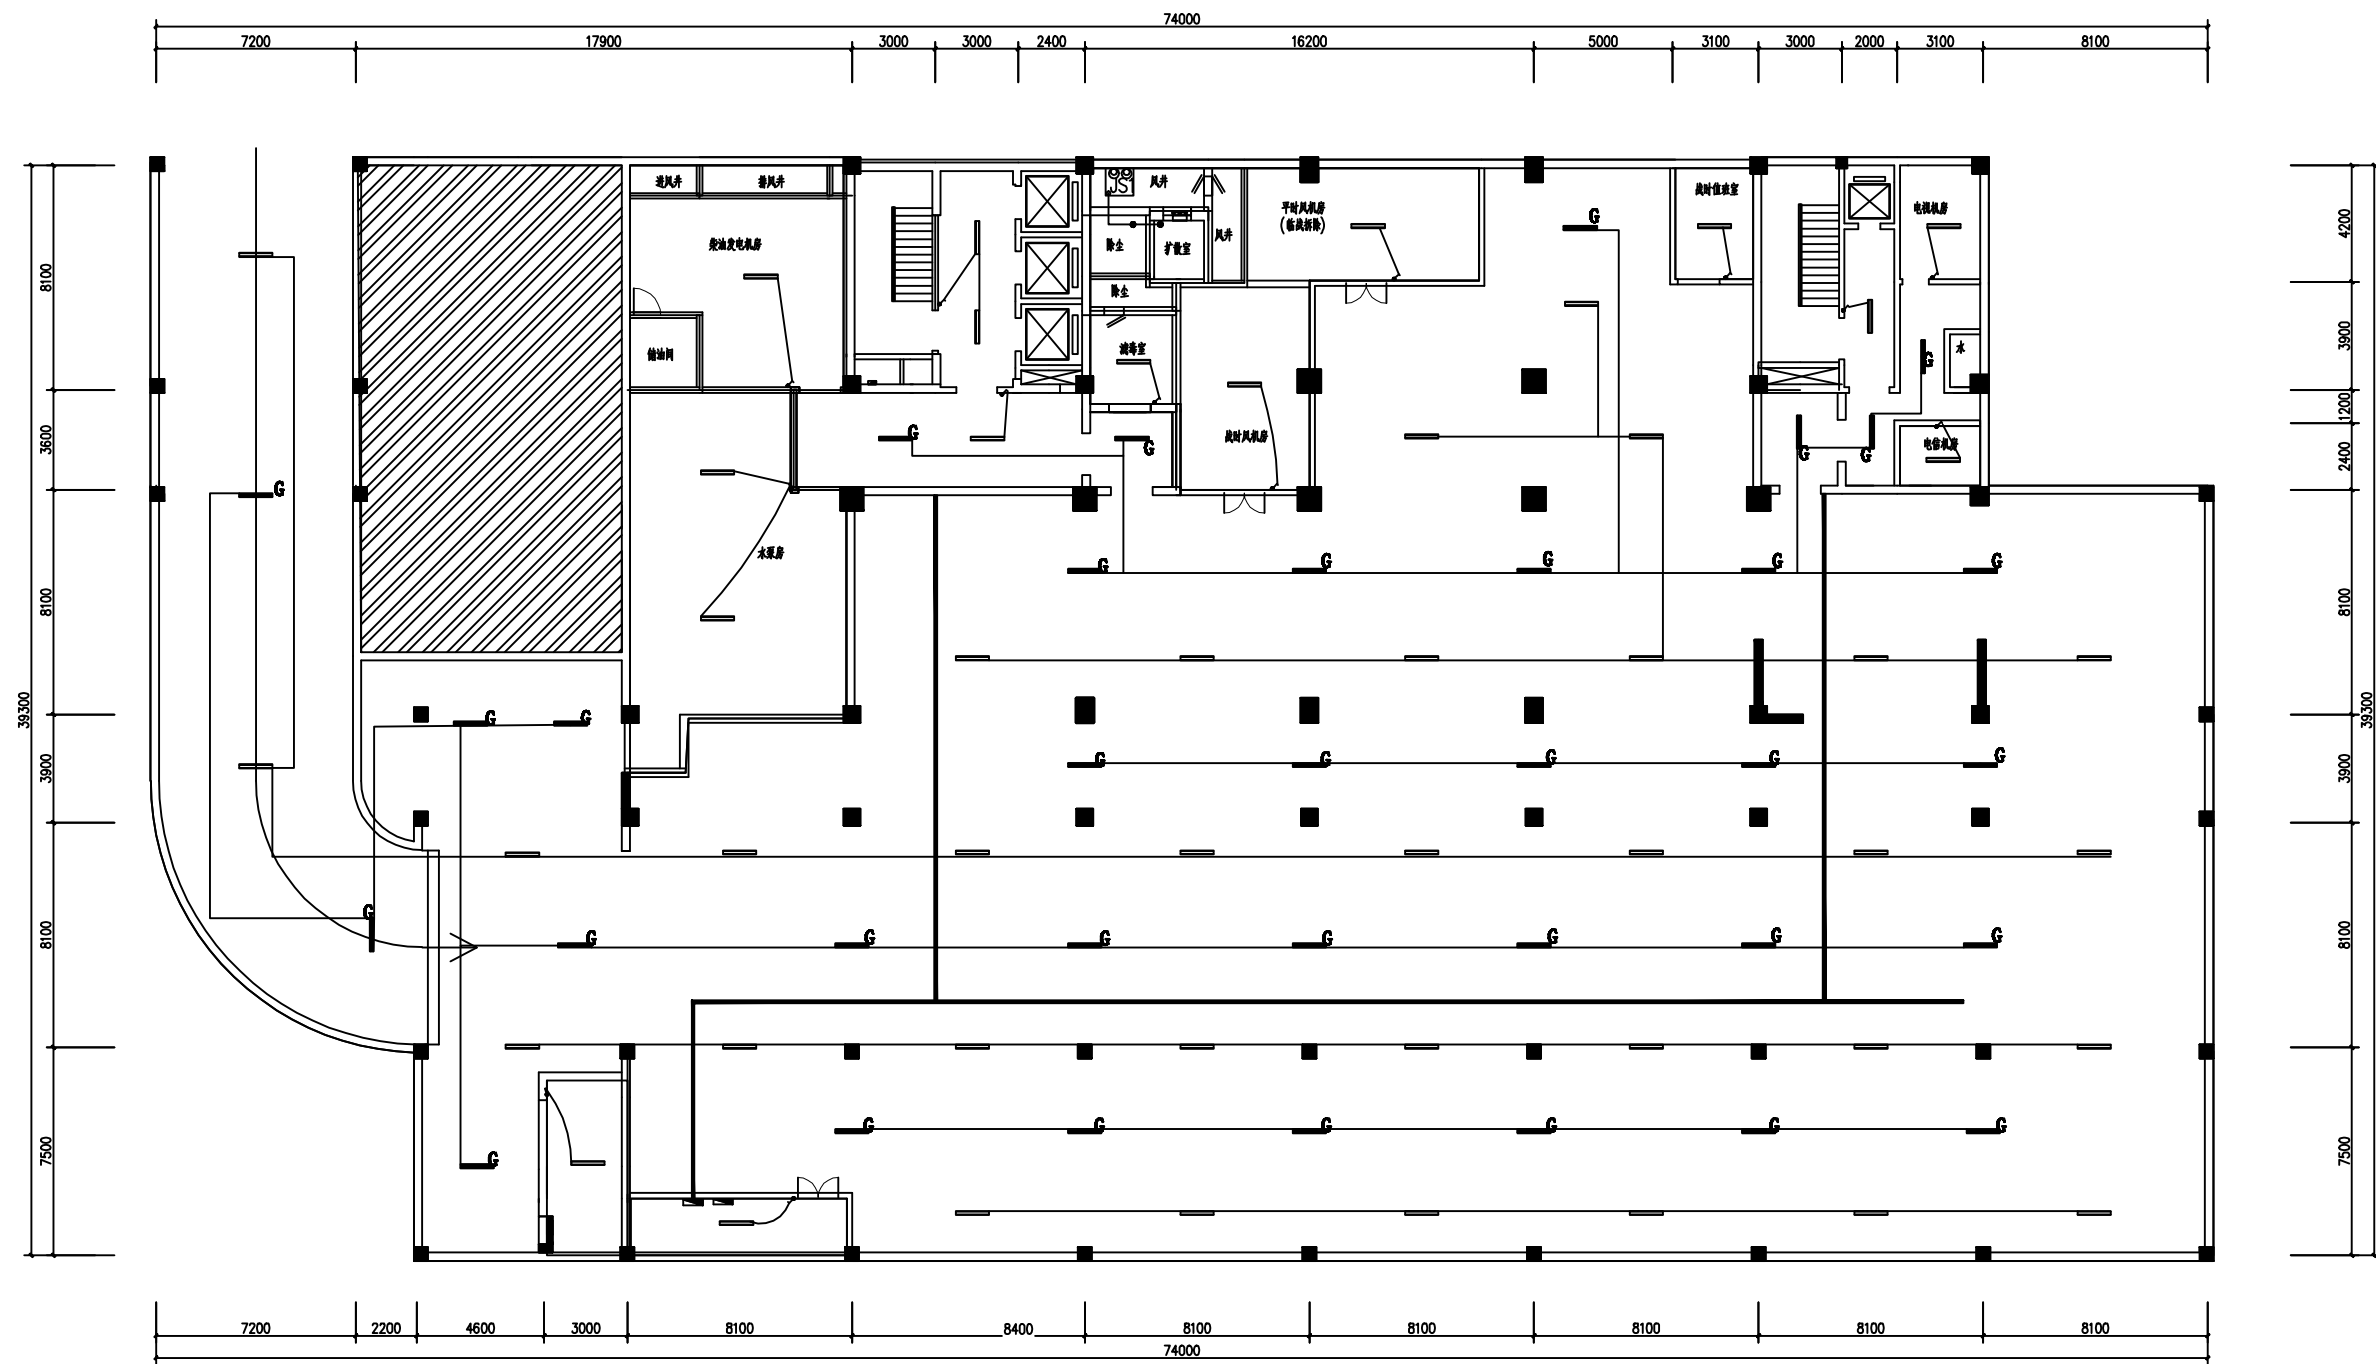 74000
7200 17900 3000 3000 2400 16200 5000 3100 3000 2000 3100 8100
进风井 排风井 JS1 风井 战时值班室
平时风机房 电视机房
(临战拆除)
G
柴油发电机房 除尘 扩散室 风井
除尘
储油间 滤毒室 G 水
G G 战时风机房 G G 电信机房
G
水泵房
G G G G G
G G
G G G G G
G G G G G G G G
G G G G G G
G
39300
8100
3600
8100
3900
8100
7500
4200
3900
1200
2400
8100
3900
8100
7500
39300
7200 2200 4600 3000 8100 8400 8100 8100 8100 8100 8100
74000